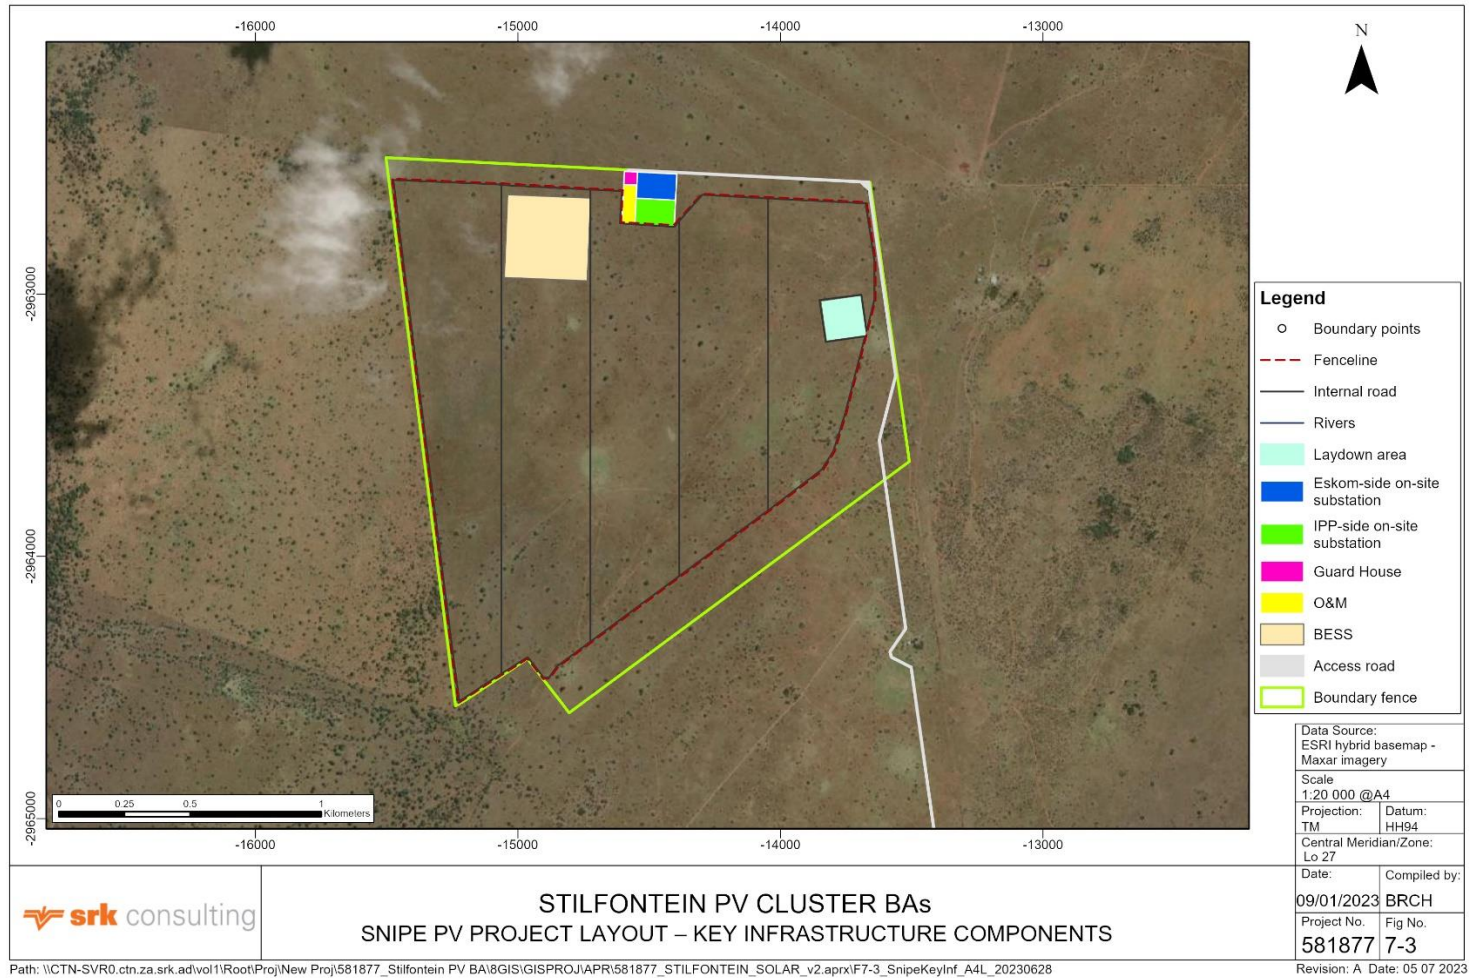 -16000
-15000
-14000
-13000
N
-2963000
-2964000
-2965000
Legend
Boundary points
Fenceline
Internal road
Rivers
Laydown area
Eskom-side on-site
substation
IPP-side on-site
substation
Guard House
O&M
BESS
Access road
Boundary fence
0 0.25 0.5 1
Kilometers
-16000
-15000
-14000
-13000
Data Source:
ESRI hybrid basemap -
Maxar imagery
Scale
1:20 000 @A4
Projection: Datum:
TM HH94
Central Meridian/Zone:
Lo 27
Date: Compiled by:
09/01/2023 BRCH
Project No. Fig No.
581877 7-3
srk consulting
STILFONTEIN PV CLUSTER BAs
SNIPE PV PROJECT LAYOUT – KEY INFRASTRUCTURE COMPONENTS
Path: \\CTN-SVR0.ctn.za.srk.ad\vol1\Root\Proj\New Proj\581877_Stilfontein PV BA\8GIS\GISPROJ\APR\581877_STILFONTEIN_SOLAR_v2.aprx\F7-3_SnipeKeyInf_A4L_20230628
Revision: A Date: 05 07 2023